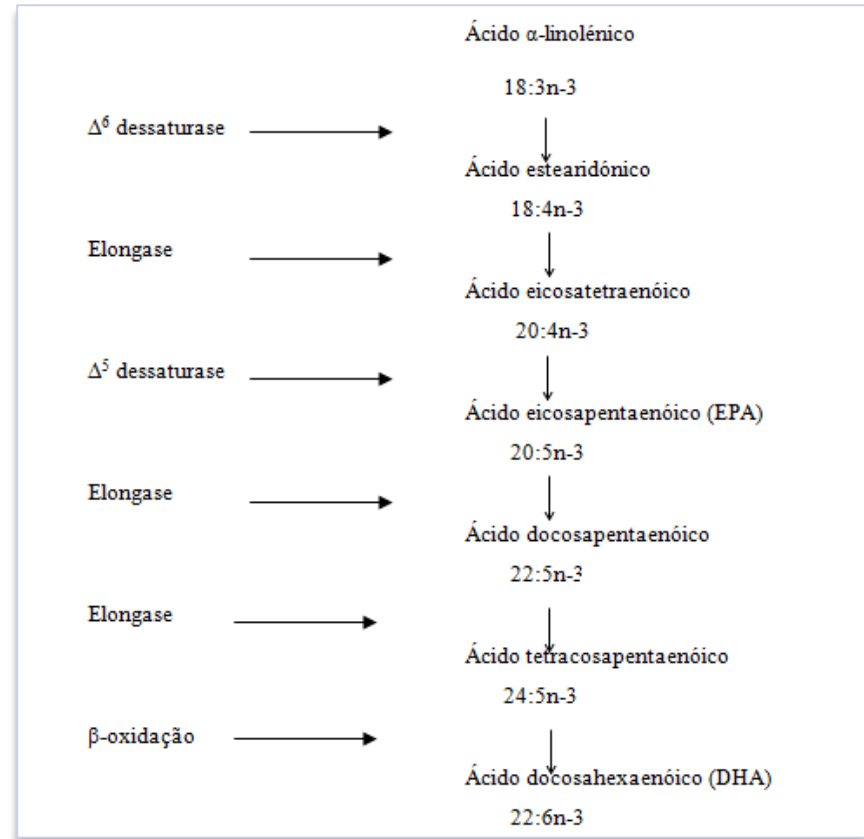 Ácido α-linolénico
18:3n-3
Δ⁶ dessaturase
Ácido estearidónico
18:4n-3
Elongase
Ácido eicosatetraenóico
20:4n-3
Δ⁵ dessaturase
Ácido eicosapentaenóico (EPA)
20:5n-3
Elongase
Ácido docosapentaenóico
22:5n-3
Elongase
Ácido tetracosapentaenóico
24:5n-3
β-oxidação
Ácido docosahexaenóico (DHA)
22:6n-3